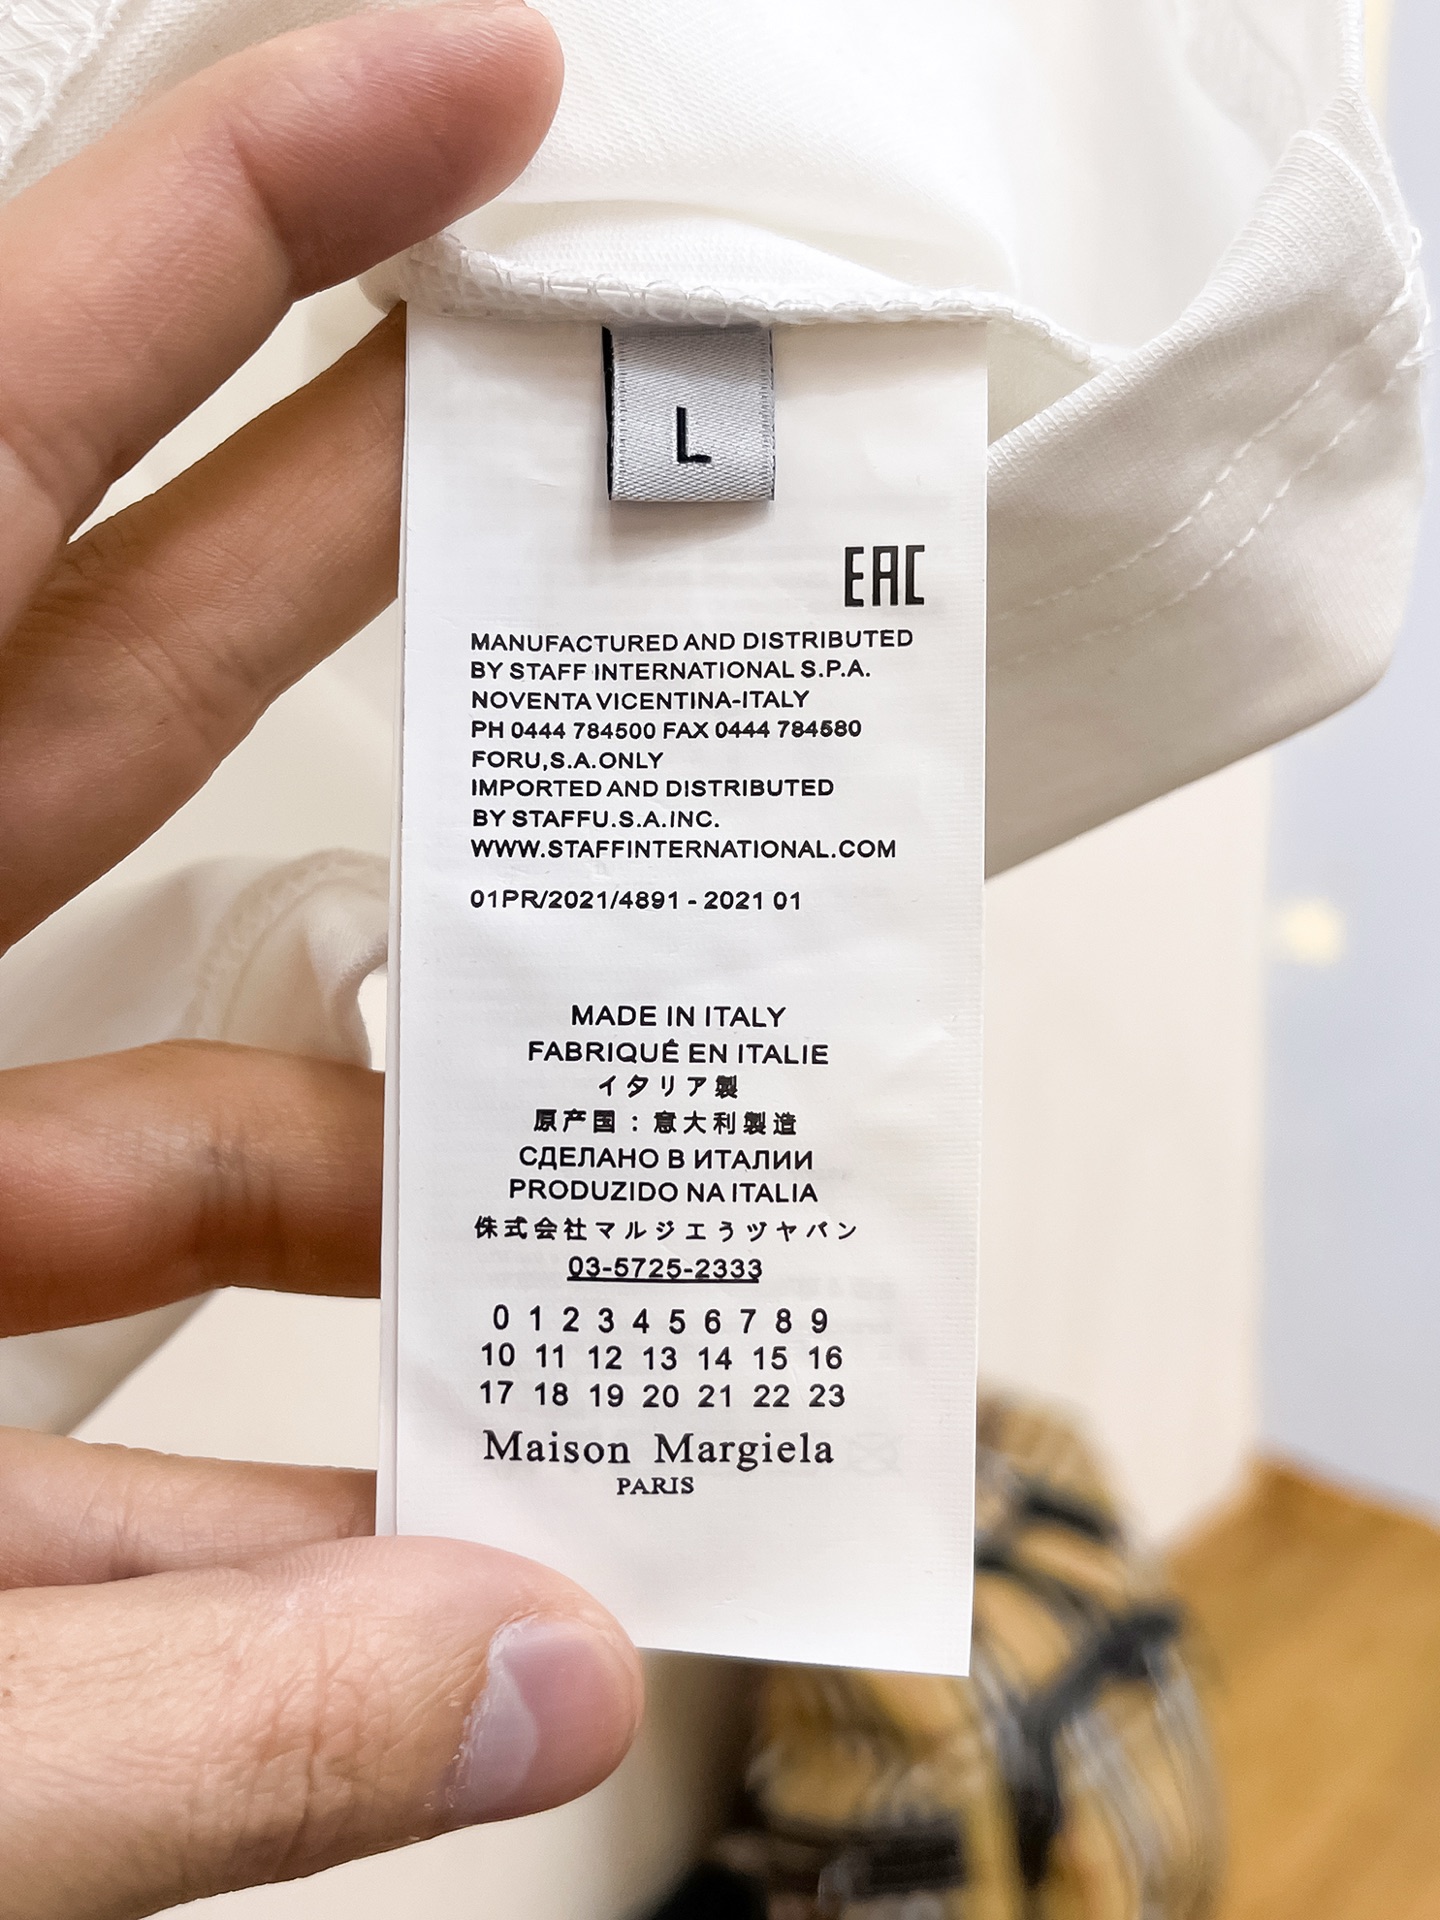 L
EAC
MANUFACTURED AND DISTRIBUTED
BY STAFF INTERNATIONAL S.P.A.
NOVENTA VICENTINA-ITALY
PH 0444 784500 FAX 0444 784580
FORU,S.A.ONLY
IMPORTED AND DISTRIBUTED
BY STAFFU.S.A.INC.
WWW.STAFFINTERNATIONAL.COM
01PR/2021/4891 - 2021 01
MADE IN ITALY
FABRIQUÉ EN ITALIE
イタリア製
原产国：意大利製造
СДЕЛАНО В ИТАЛИИ
PRODUZIDO NA ITALIA
侏式会社マルジエうヅヤバン
03-5725-2333
0 1 2 3 4 5 6 7 8 9
10 11 12 13 14 15 16
17 18 19 20 21 22 23
Maison Margiela
PARIS